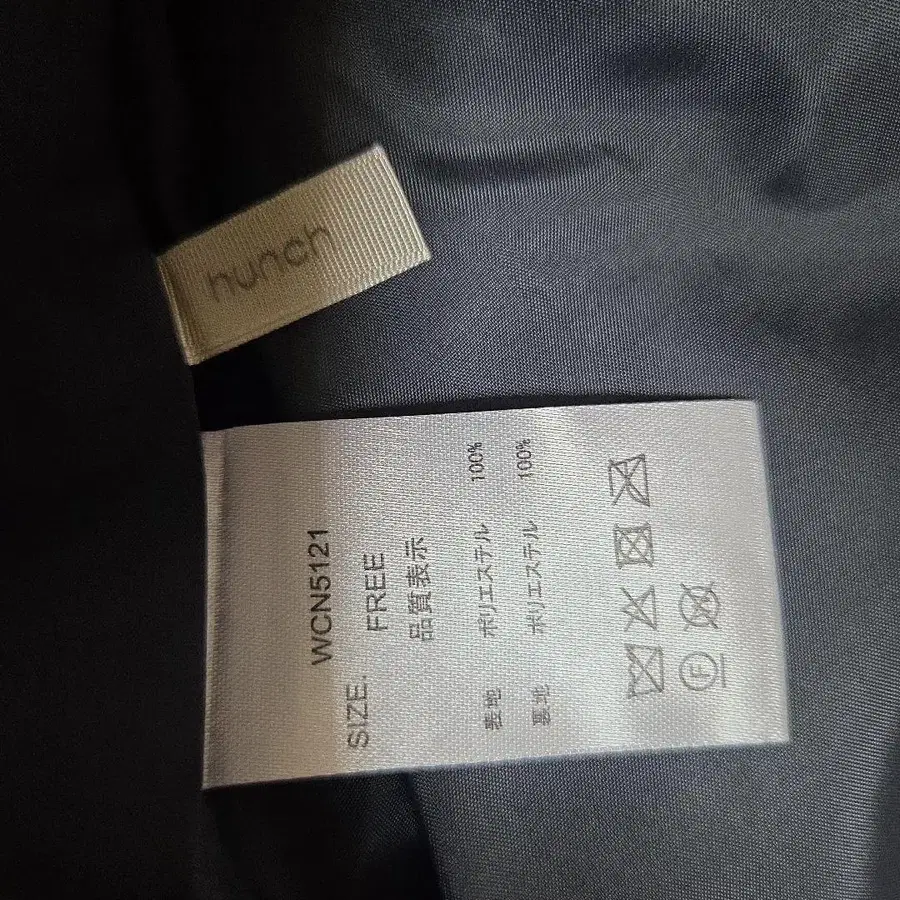 hunch
WCN5121
SIZE. FREE
品質表示
表地 ポリエステル 100%
裏地 ポリエステル 100%
F W